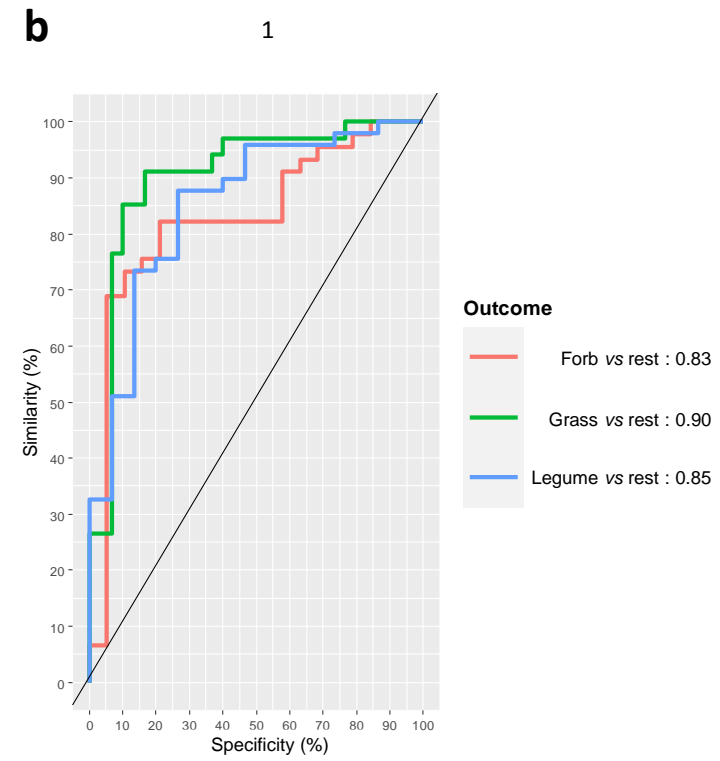 b
1
100
90
80
70
60
50
40
30
20
10
0
Similarity (%)
0 10 20 30 40 50 60 70 80 90 100
Specificity (%)
Outcome
Forb vs rest : 0.83
Grass vs rest : 0.90
Legume vs rest : 0.85